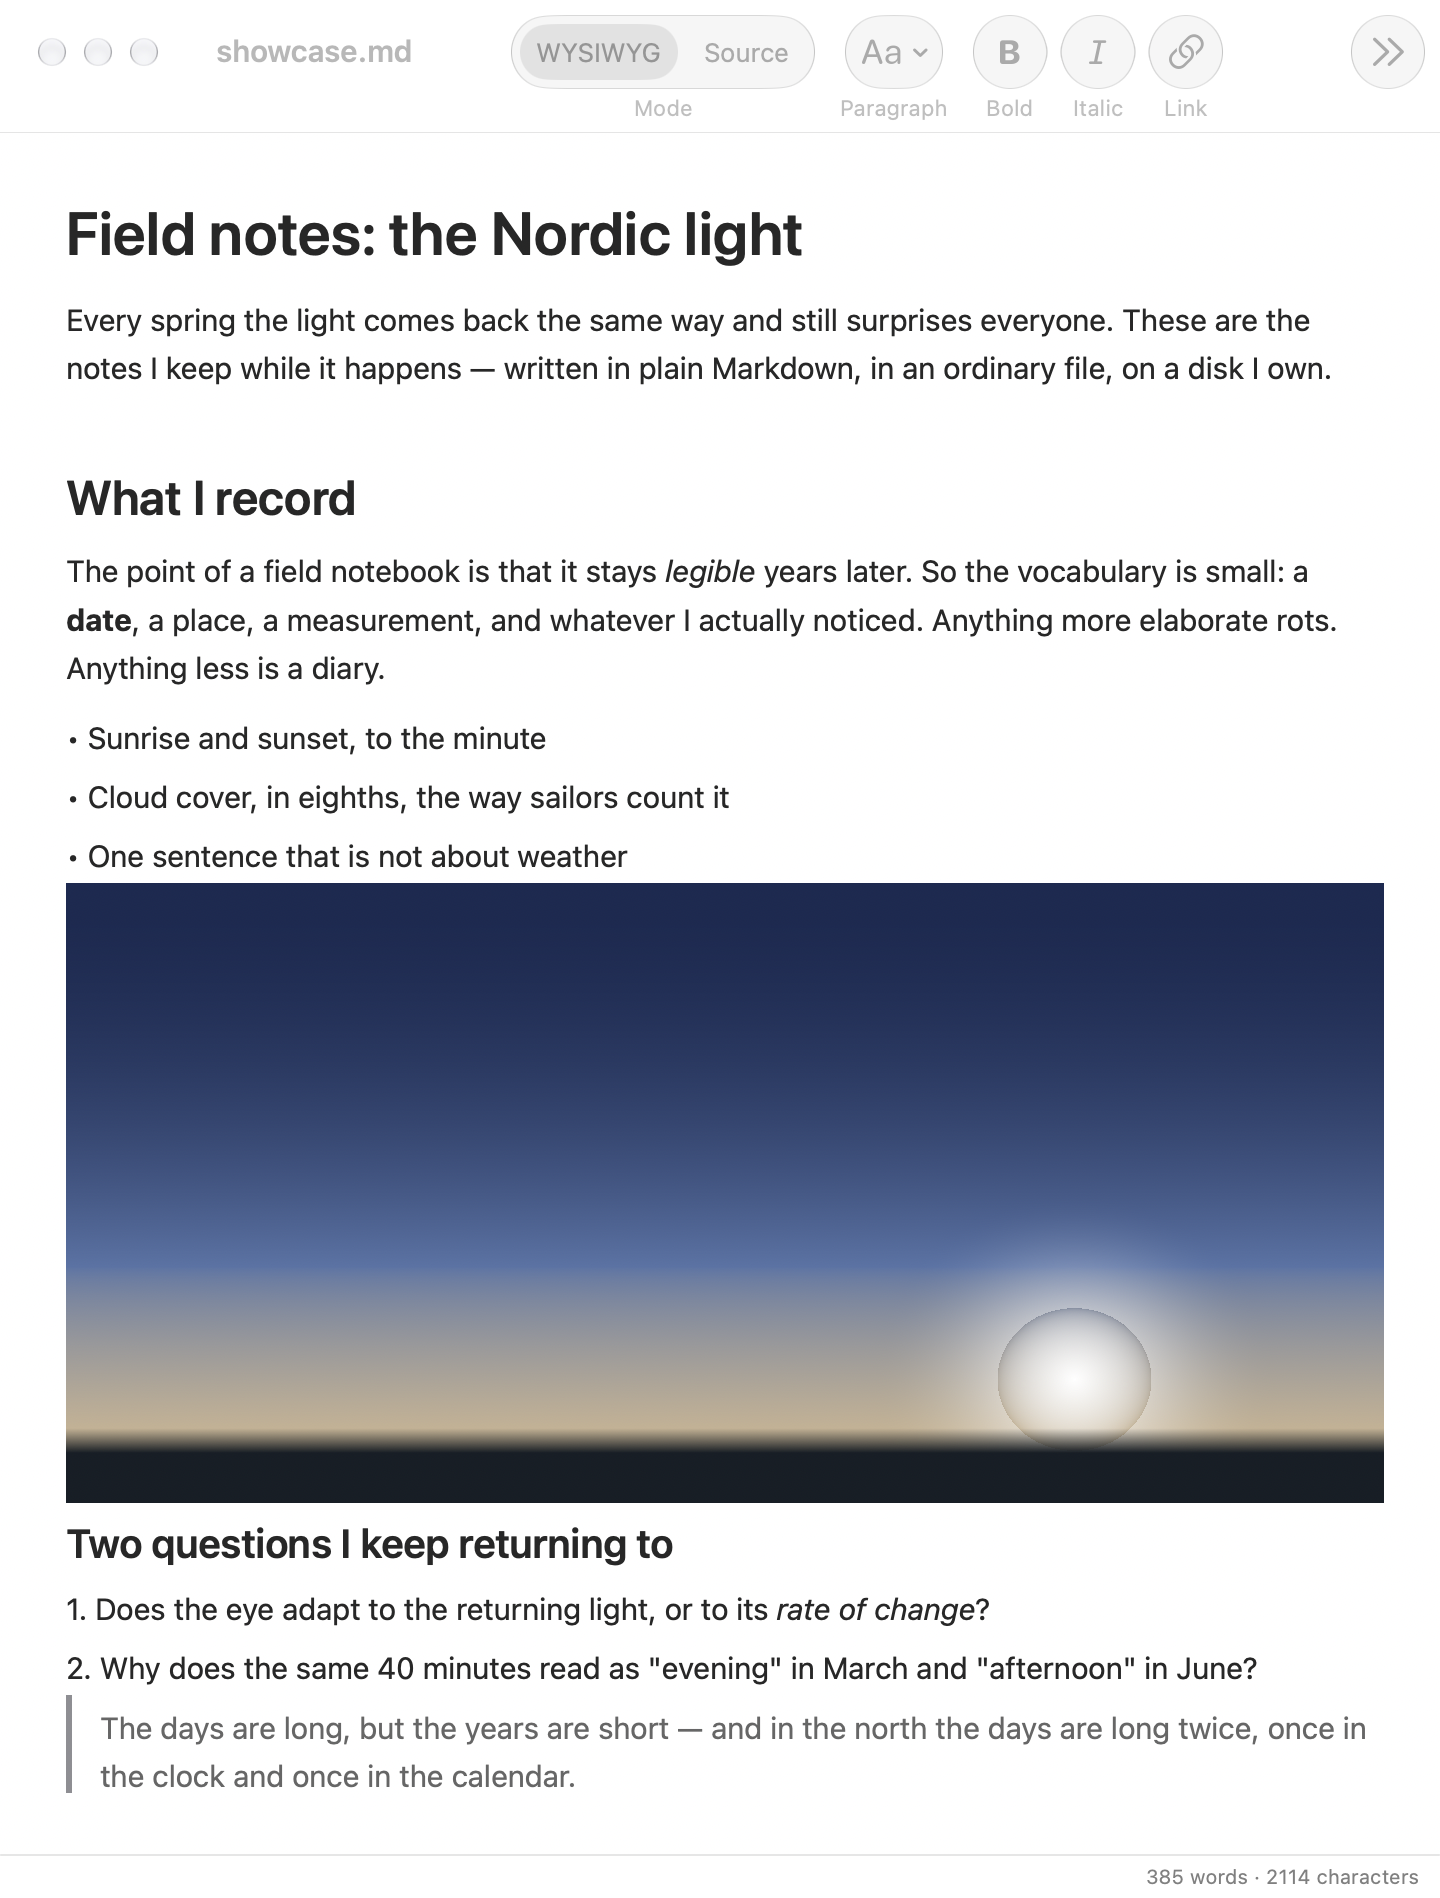 showcase.md
WYSIWYG Source
Mode
Aa
Paragraph
B
Bold
I
Italic
Link
Field notes: the Nordic light
Every spring the light comes back the same way and still surprises everyone. These are the
notes I keep while it happens — written in plain Markdown, in an ordinary file, on a disk I own.
What I record
The point of a field notebook is that it stays legible years later. So the vocabulary is small: a
date, a place, a measurement, and whatever I actually noticed. Anything more elaborate rots.
Anything less is a diary.
• Sunrise and sunset, to the minute
• Cloud cover, in eighths, the way sailors count it
• One sentence that is not about weather
Two questions I keep returning to
1. Does the eye adapt to the returning light, or to its rate of change?
2. Why does the same 40 minutes read as "evening" in March and "afternoon" in June?
The days are long, but the years are short — and in the north the days are long twice, once in
the clock and once in the calendar.
385 words · 2114 characters